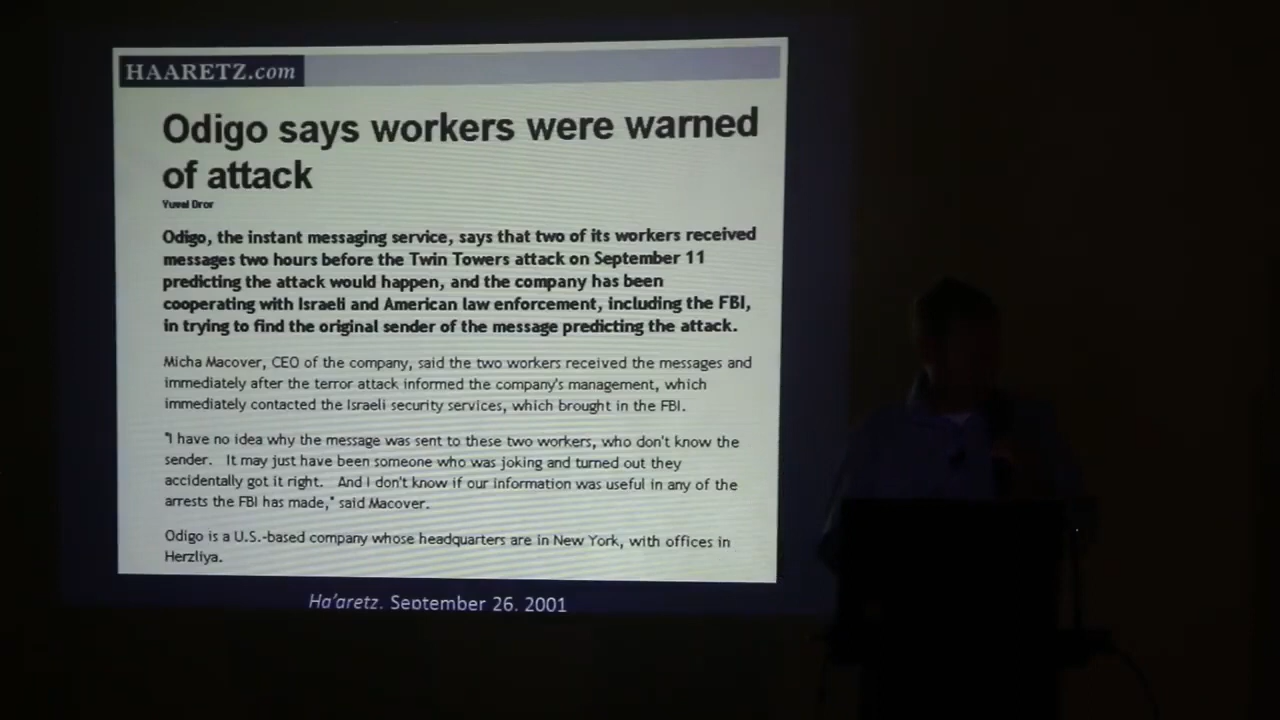 HAARETZ.com
Odigo says workers were warned
of attack
Yuval Dror
Odigo, the instant messaging service, says that two of its workers received
messages two hours before the Twin Towers attack on September 11
predicting the attack would happen, and the company has been
cooperating with Israeli and American law enforcement, including the FBI,
in trying to find the original sender of the message predicting the attack.
Micha Macover, CEO of the company, said the two workers received the messages and
immediately after the terror attack informed the company's management, which
immediately contacted the Israeli security services, which brought in the FBI.
"I have no idea why the message was sent to these two workers, who don't know the
sender. It may just have been someone who was joking and turned out they
accidentally got it right. And I don't know if our information was useful in any of the
arrests the FBI has made," said Macover.
Odigo is a U.S.-based company whose headquarters are in New York, with offices in
Herzliya.
Ha'aretz. September 26. 2001